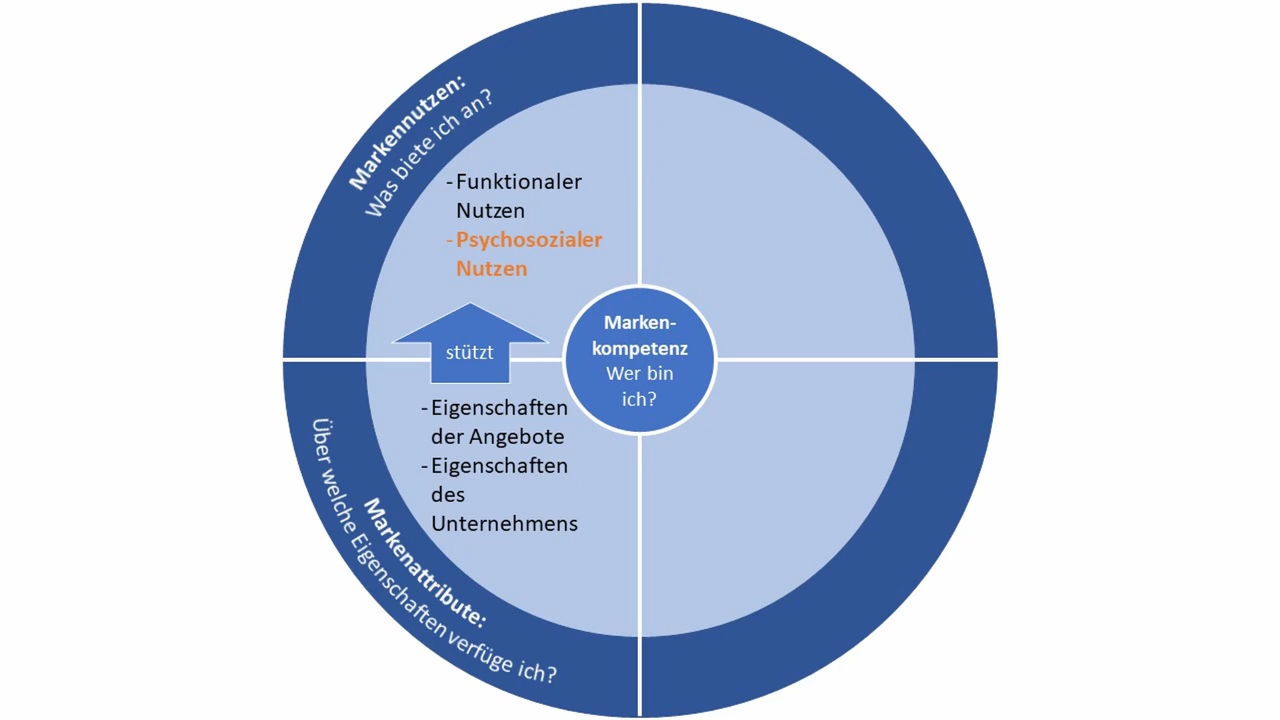 Markennutzen:
Was biete ich an?
- Funktionaler
Nutzen
- Psychosozialer
Nutzen
stützt
Marken-
kompetenz
Wer bin
ich?
- Eigenschaften
der Angebote
- Eigenschaften
des
Unternehmens
Markenattribute:
Über welche Eigenschaften verfüge ich?